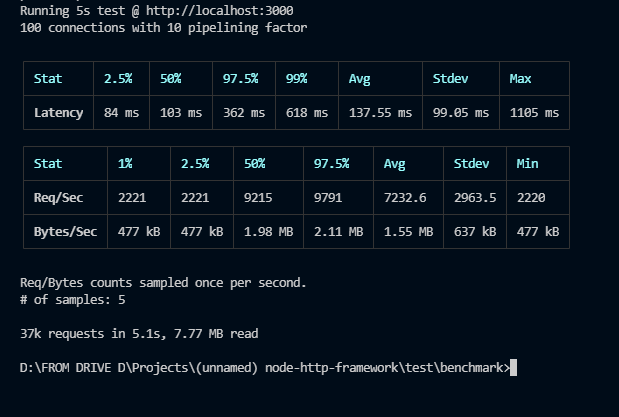 Running 5s test @ http://localhost:3000
100 connections with 10 pipelining factor
Stat 2.5% 50% 97.5% 99% Avg Stdev Max
Latency 84 ms 103 ms 362 ms 618 ms 137.55 ms 99.05 ms 1105 ms
Stat 1% 2.5% 50% 97.5% Avg Stdev Min
Req/Sec 2221 2221 9215 9791 7232.6 2963.5 2220
Bytes/Sec 477 kB 477 kB 1.98 MB 2.11 MB 1.55 MB 637 kB 477 kB
Req/Bytes counts sampled once per second.
# of samples: 5
37k requests in 5.1s, 7.77 MB read
D:\FROM DRIVE D\Projects\(unnamed) node-http-framework\test\benchmark>